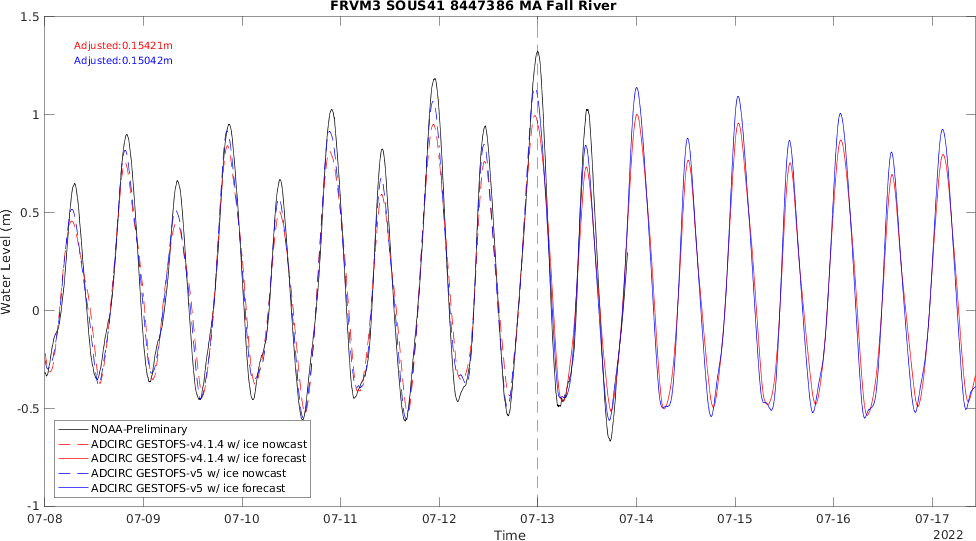 FRVM3 SOUS41 8447386 MA Fall River
Adjusted:0.15421m
Adjusted:0.15042m
1.5
1
0.5
0
-0.5
-1
Water Level (m)
NOAA-Preliminary
ADCIRC GESTOFS-v4.1.4 w/ ice nowcast
ADCIRC GESTOFS-v4.1.4 w/ ice forecast
ADCIRC GESTOFS-v5 w/ ice nowcast
ADCIRC GESTOFS-v5 w/ ice forecast
07-08 07-09 07-10 07-11 07-12 07-13 07-14 07-15 07-16 07-17
Time
2022